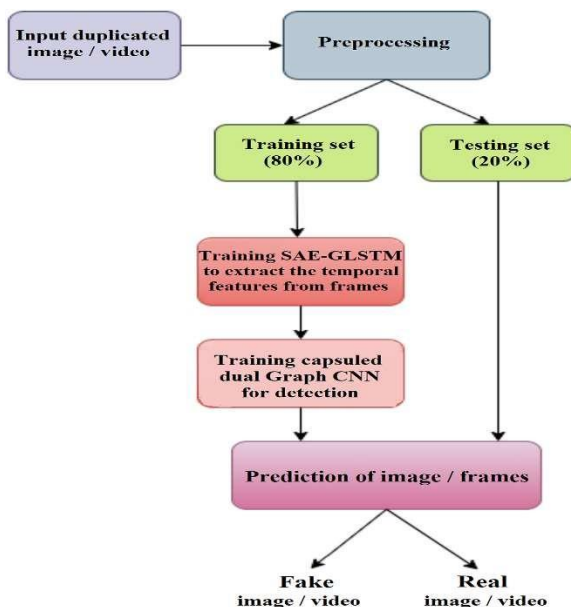 Input duplicated
image / video
Preprocessing
Training set
(80%)
Testing set
(20%)
Training SAE-GLSTM
to extract the temporal
features from frames
Training capsuled
dual Graph CNN
for detection
Prediction of image / frames
Fake
image / video
Real
image / video